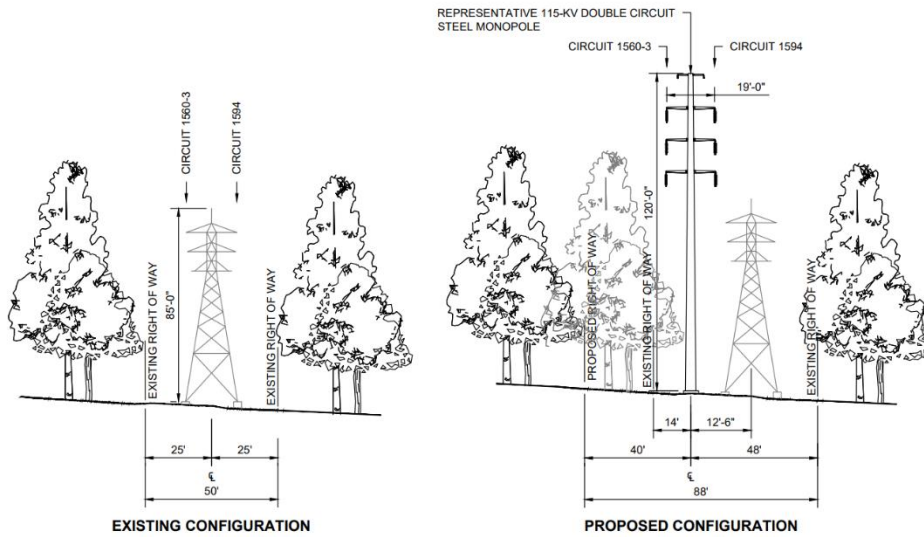 REPRESENTATIVE 115-KV DOUBLE CIRCUIT
STEEL MONOPOLE
CIRCUIT 1560-3
CIRCUIT 1594
19'-0"
CIRCUIT 1560-3
CIRCUIT 1594
85'-0"
EXISTING RIGHT OF WAY
EXISTING RIGHT OF WAY
120'-0"
PROPOSED RIGHT OF WAY
EXISTING RIGHT OF WAY
EXISTING RIGHT OF WAY
14'
12'-6"
25'
25'
40'
48'
℄
℄
50'
88'
EXISTING CONFIGURATION
PROPOSED CONFIGURATION